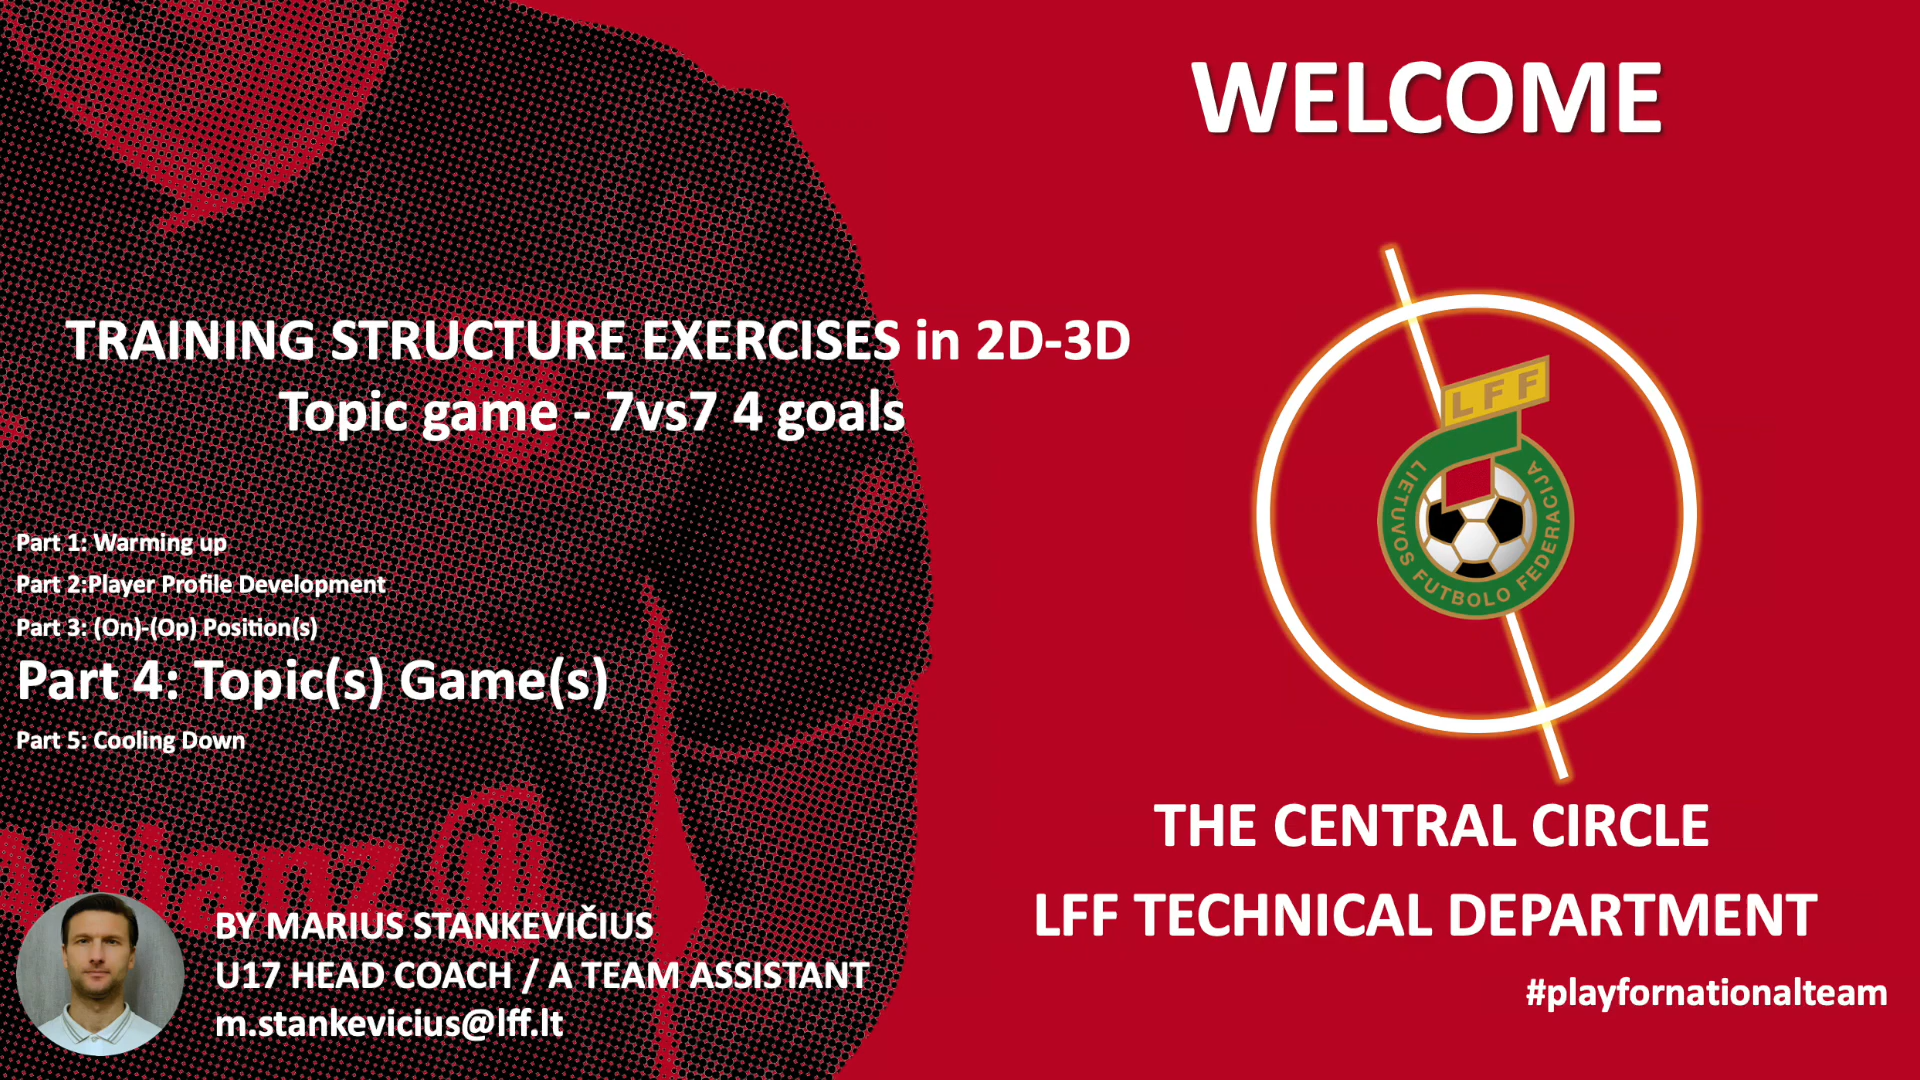 WELCOME
TRAINING STRUCTURE EXERCISES in 2D-3D
Topic game - 7vs7 4 goals
Part 1: Warming up
Part 2:Player Profile Development
Part 3: (On)-(Op) Position(s)
Part 4: Topic(s) Game(s)
Part 5: Cooling Down
Allianz
BY MARIUS STANKEVIČIUS
U17 HEAD COACH / A TEAM ASSISTANT
m.stankevicius@lff.lt
LFF
LIETUVOS FUTBOLO FEDERACIJA
THE CENTRAL CIRCLE
LFF TECHNICAL DEPARTMENT
#playfornationalteam